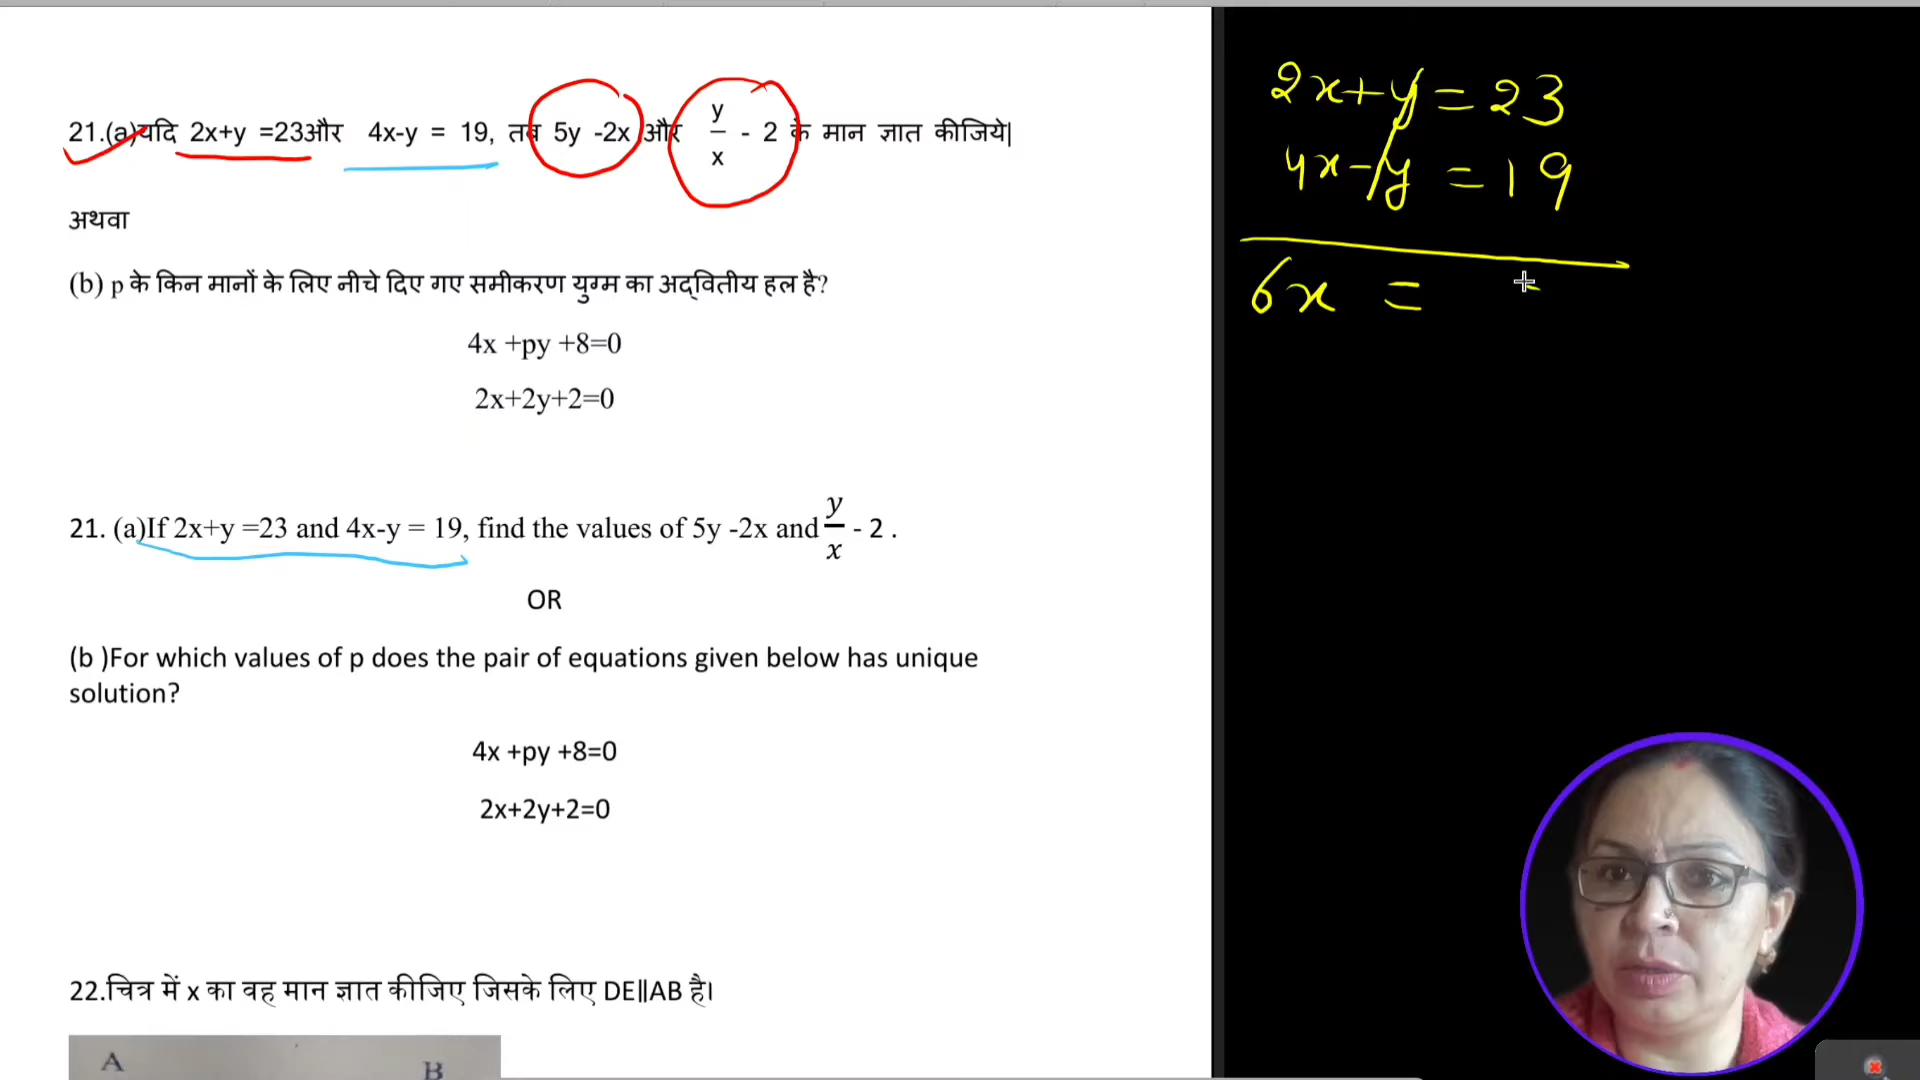 21.(a)यदि 2x+y =23और 4x-y = 19, तब 5y -2x और y/x - 2 के मान ज्ञात कीजिये|
अथवा
(b) p के किन मानों के लिए नीचे दिए गए समीकरण युग्म का अद्वितीय हल है?
4x +py +8=0
2x+2y+2=0
21. (a)If 2x+y =23 and 4x-y = 19, find the values of 5y -2x and y/x - 2 .
OR
(b )For which values of p does the pair of equations given below has unique
solution?
4x +py +8=0
2x+2y+2=0
22.चित्र में x का वह मान ज्ञात कीजिए जिसके लिए DE||AB है।
A B
2x+y=23
4x-y=19
6x =